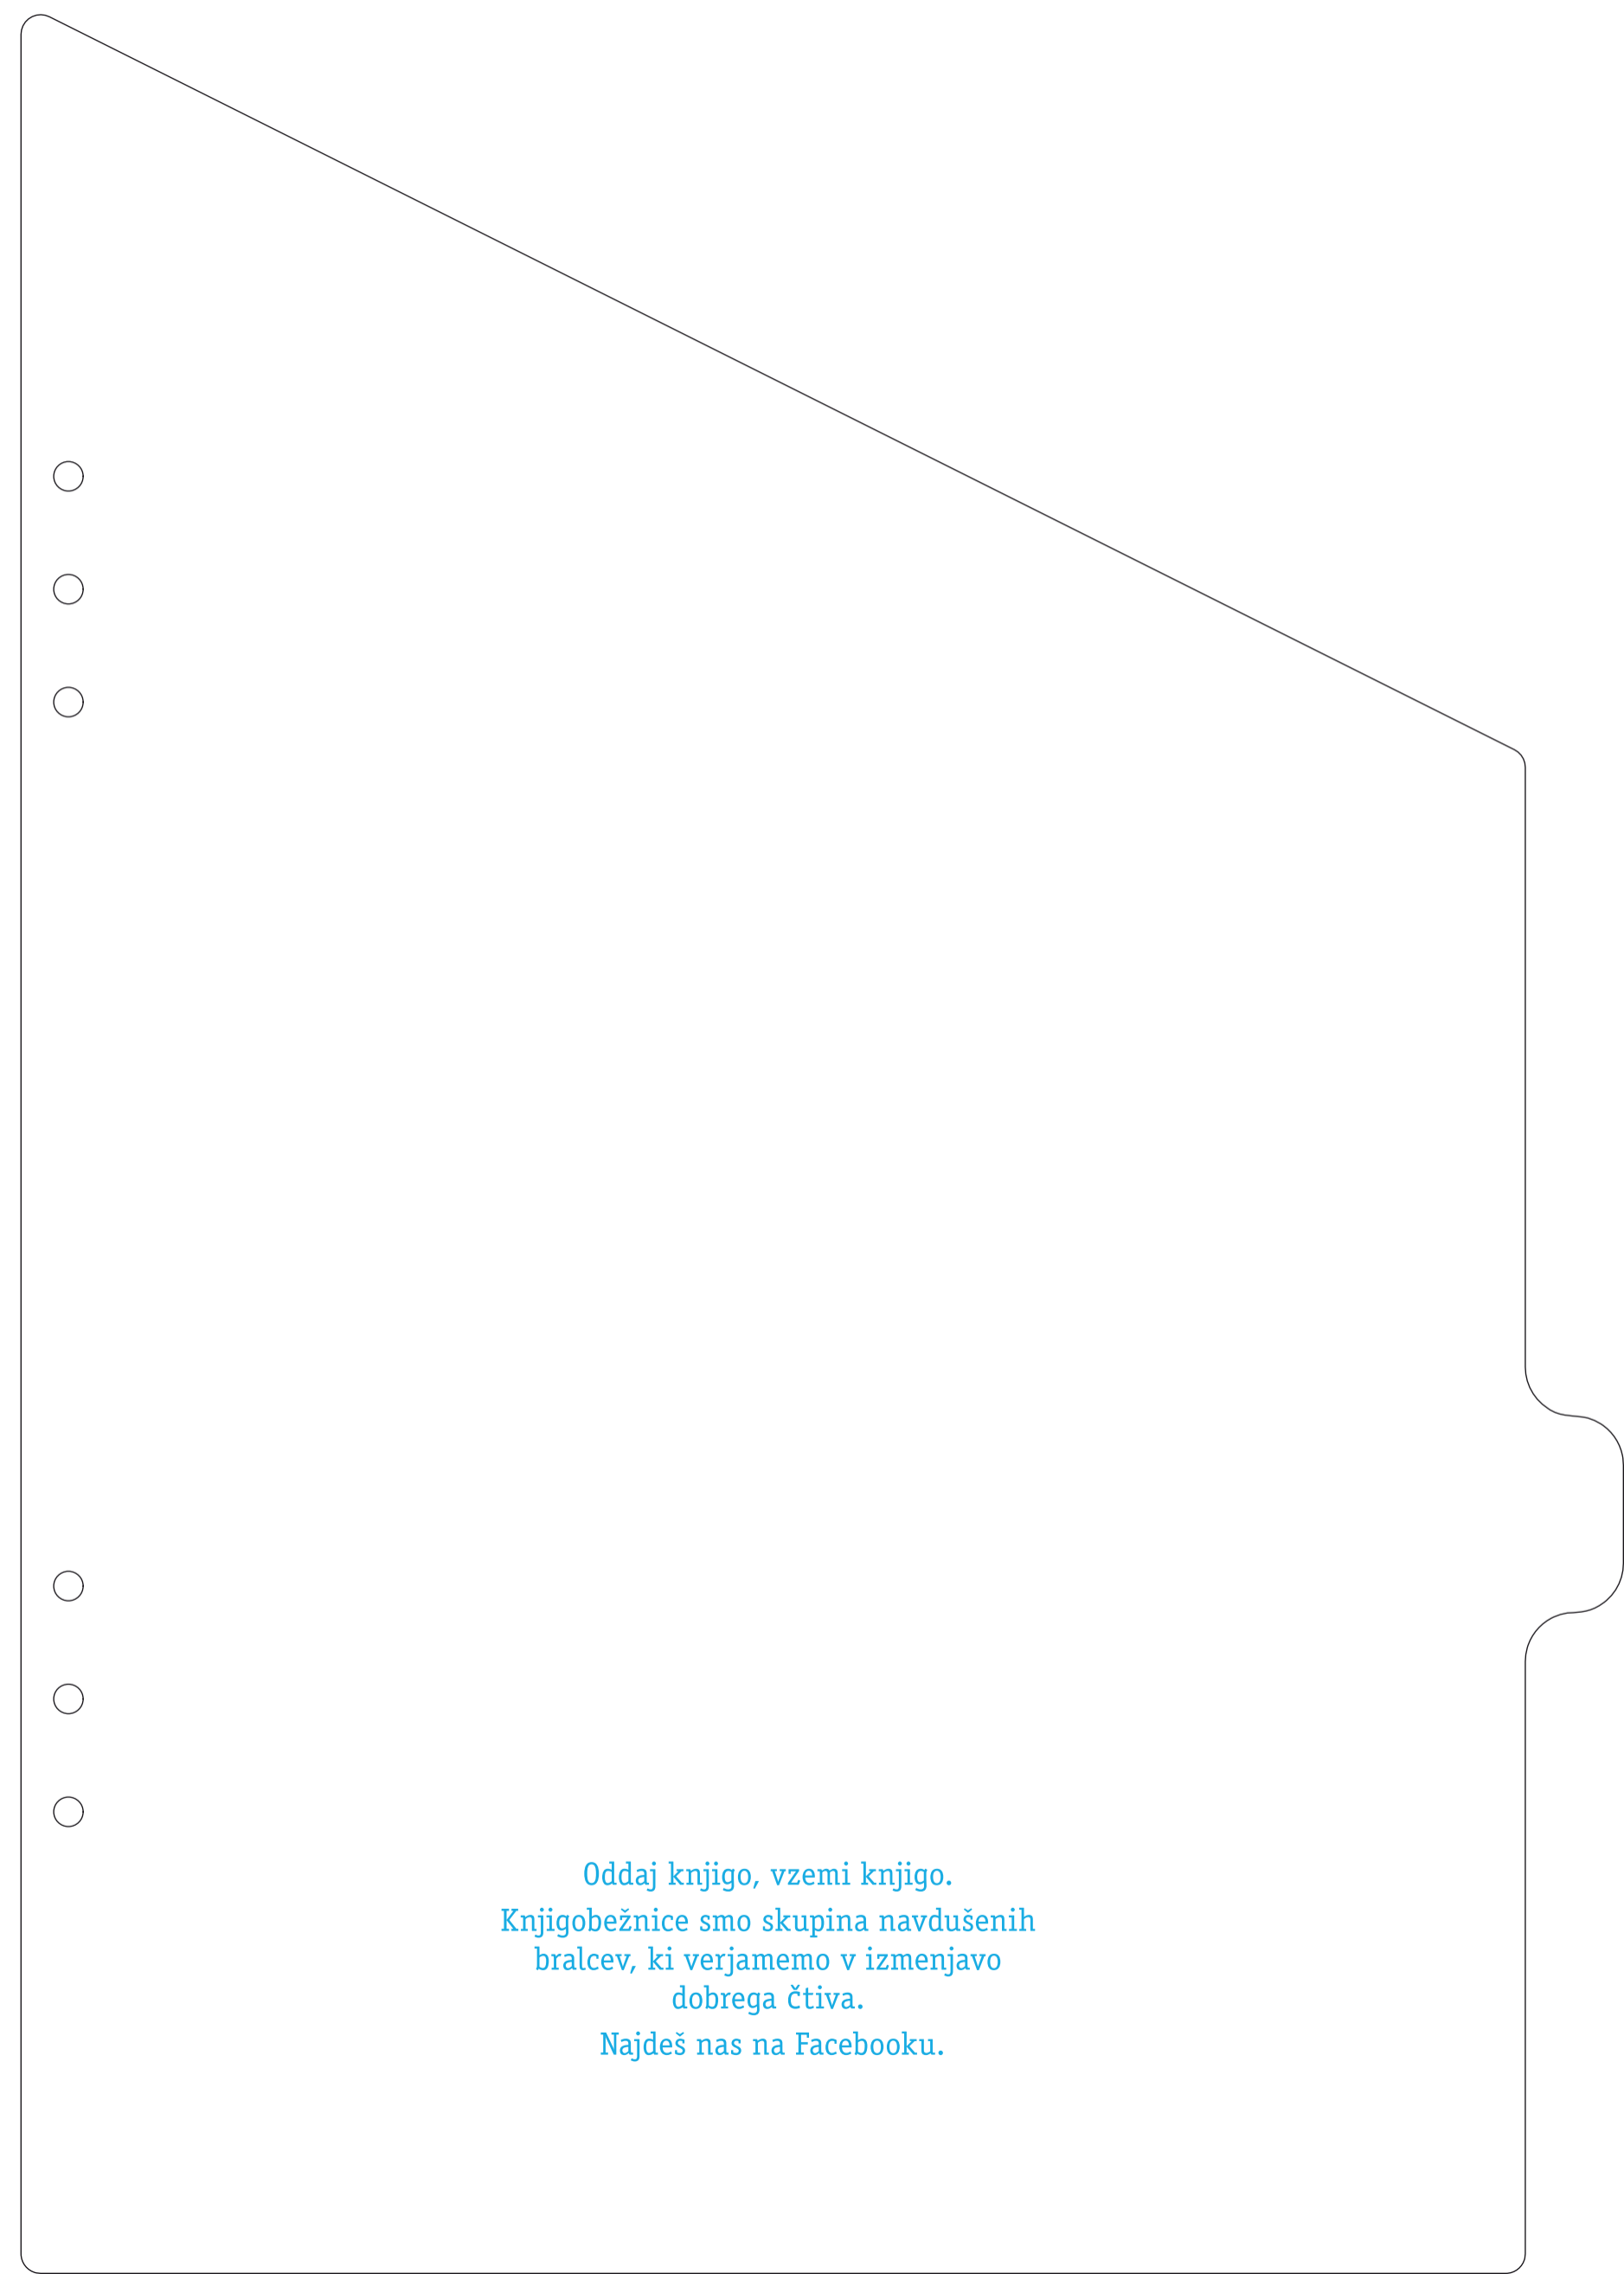 Oddaj knjigo, vzemi knjigo.
Knjigobežnice smo skupina navdušenih
bralcev, ki verjamemo v izmenjavo
dobrega čtiva.
Najdeš nas na Facebooku.